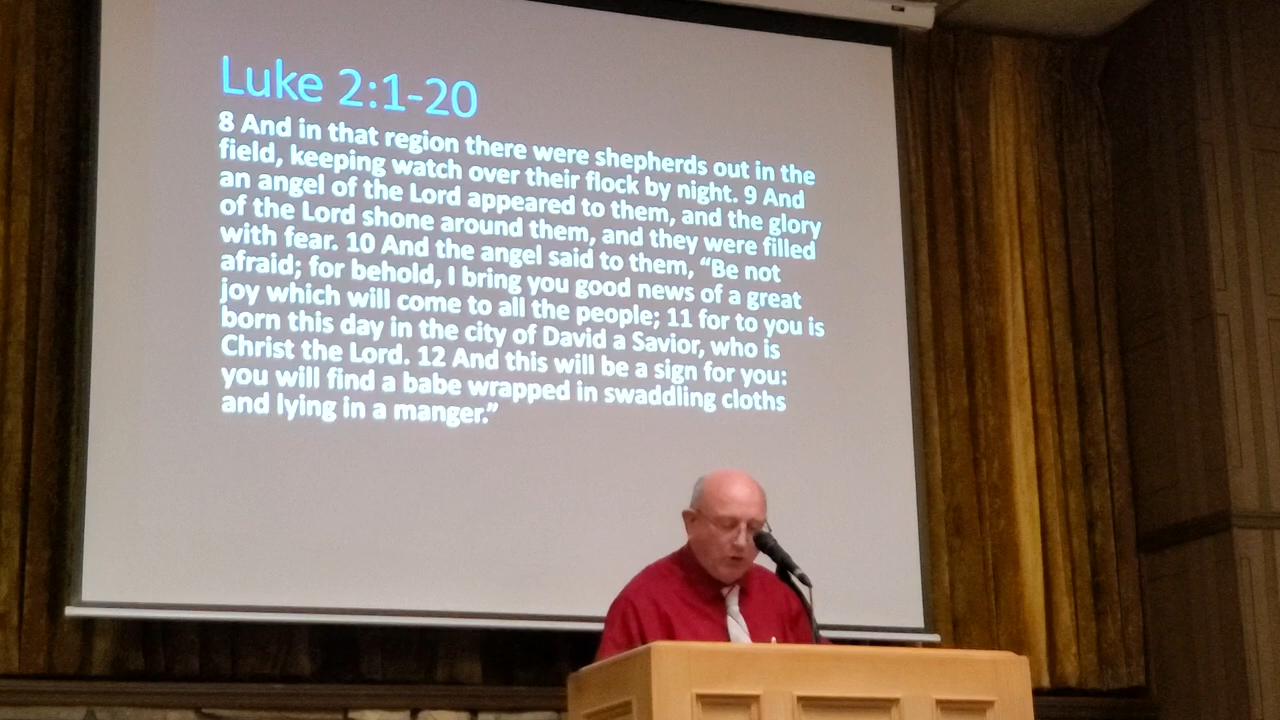 Luke 2:1-20
8 And in that region there were shepherds out in the
field, keeping watch over their flock by night. 9 And
an angel of the Lord appeared to them, and the glory
of the Lord shone around them, and they were filled
with fear. 10 And the angel said to them, “Be not
afraid; for behold, I bring you good news of a great
joy which will come to all the people; 11 for to you is
born this day in the city of David a Savior, who is
Christ the Lord. 12 And this will be a sign for you:
you will find a babe wrapped in swaddling cloths
and lying in a manger.”